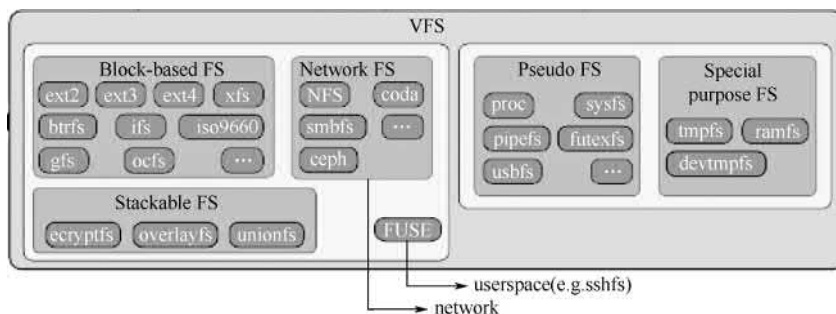 VFS
Block-based FS
ext2 ext3 ext4 xfs
btrfs ifs iso9660
gfs ocfs ...
Network FS
NFS coda
smbfs ...
ceph
Stackable FS
ecryptfs overlayfs unionfs
FUSE
Pseudo FS
proc sysfs
pipefs futexfs
usbfs ...
Special
purpose FS
tmpfs ramfs
devtmpfs
userspace(e.g.sshfs)
network